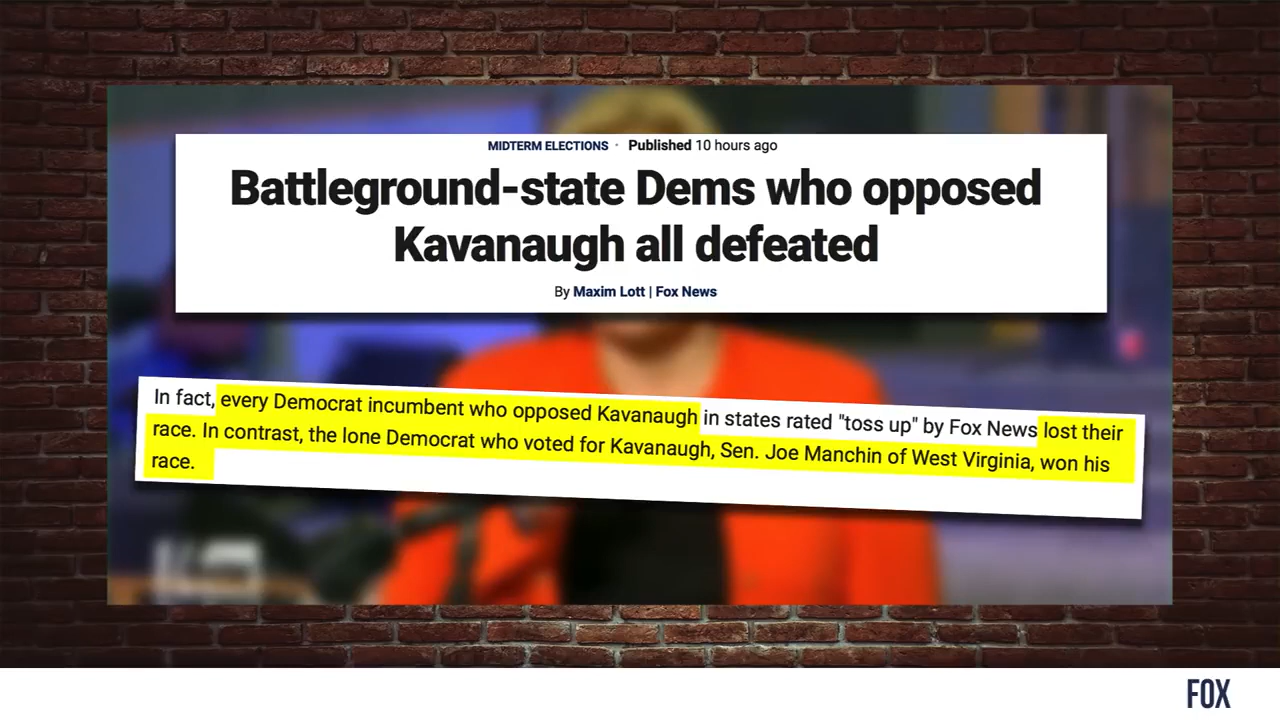 MIDTERM ELECTIONS · Published 10 hours ago
Battleground-state Dems who opposed
Kavanaugh all defeated
By Maxim Lott | Fox News
In fact, every Democrat incumbent who opposed Kavanaugh in states rated "toss up" by Fox News lost their
race. In contrast, the lone Democrat who voted for Kavanaugh, Sen. Joe Manchin of West Virginia, won his
race.
FOX